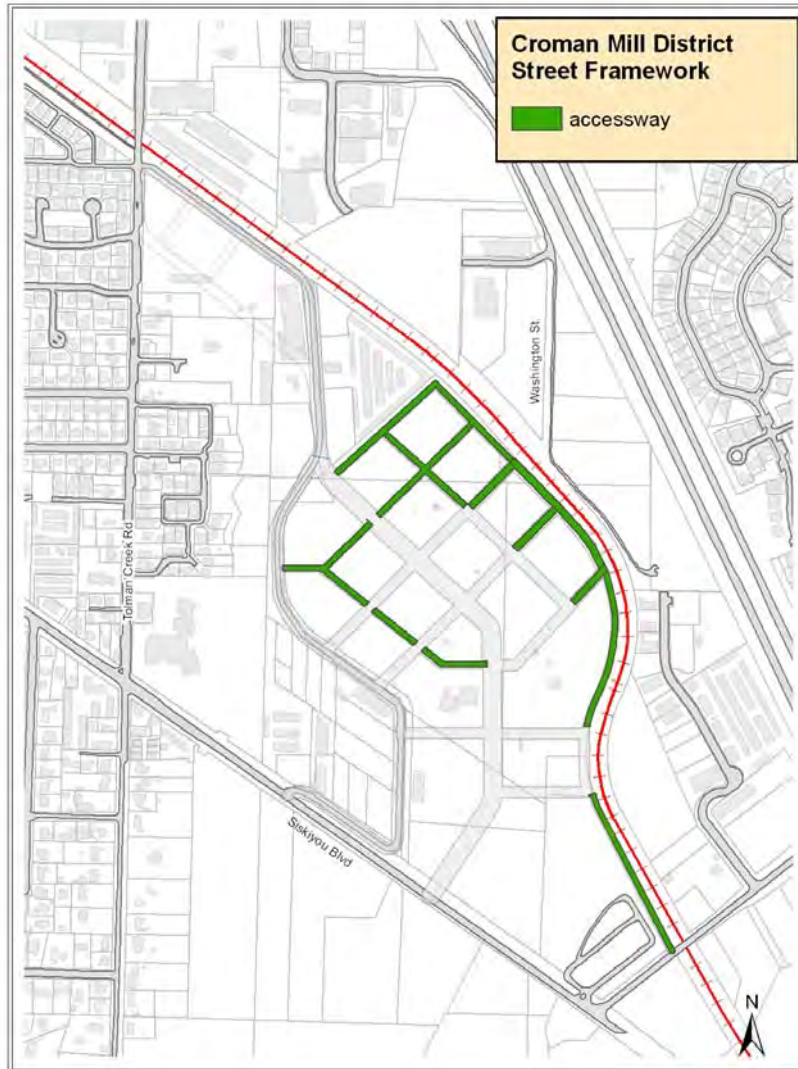 Croman Mill District
Street Framework
accessway
Washington St.
Tolman Creek Rd
Siskiyou Blvd
N